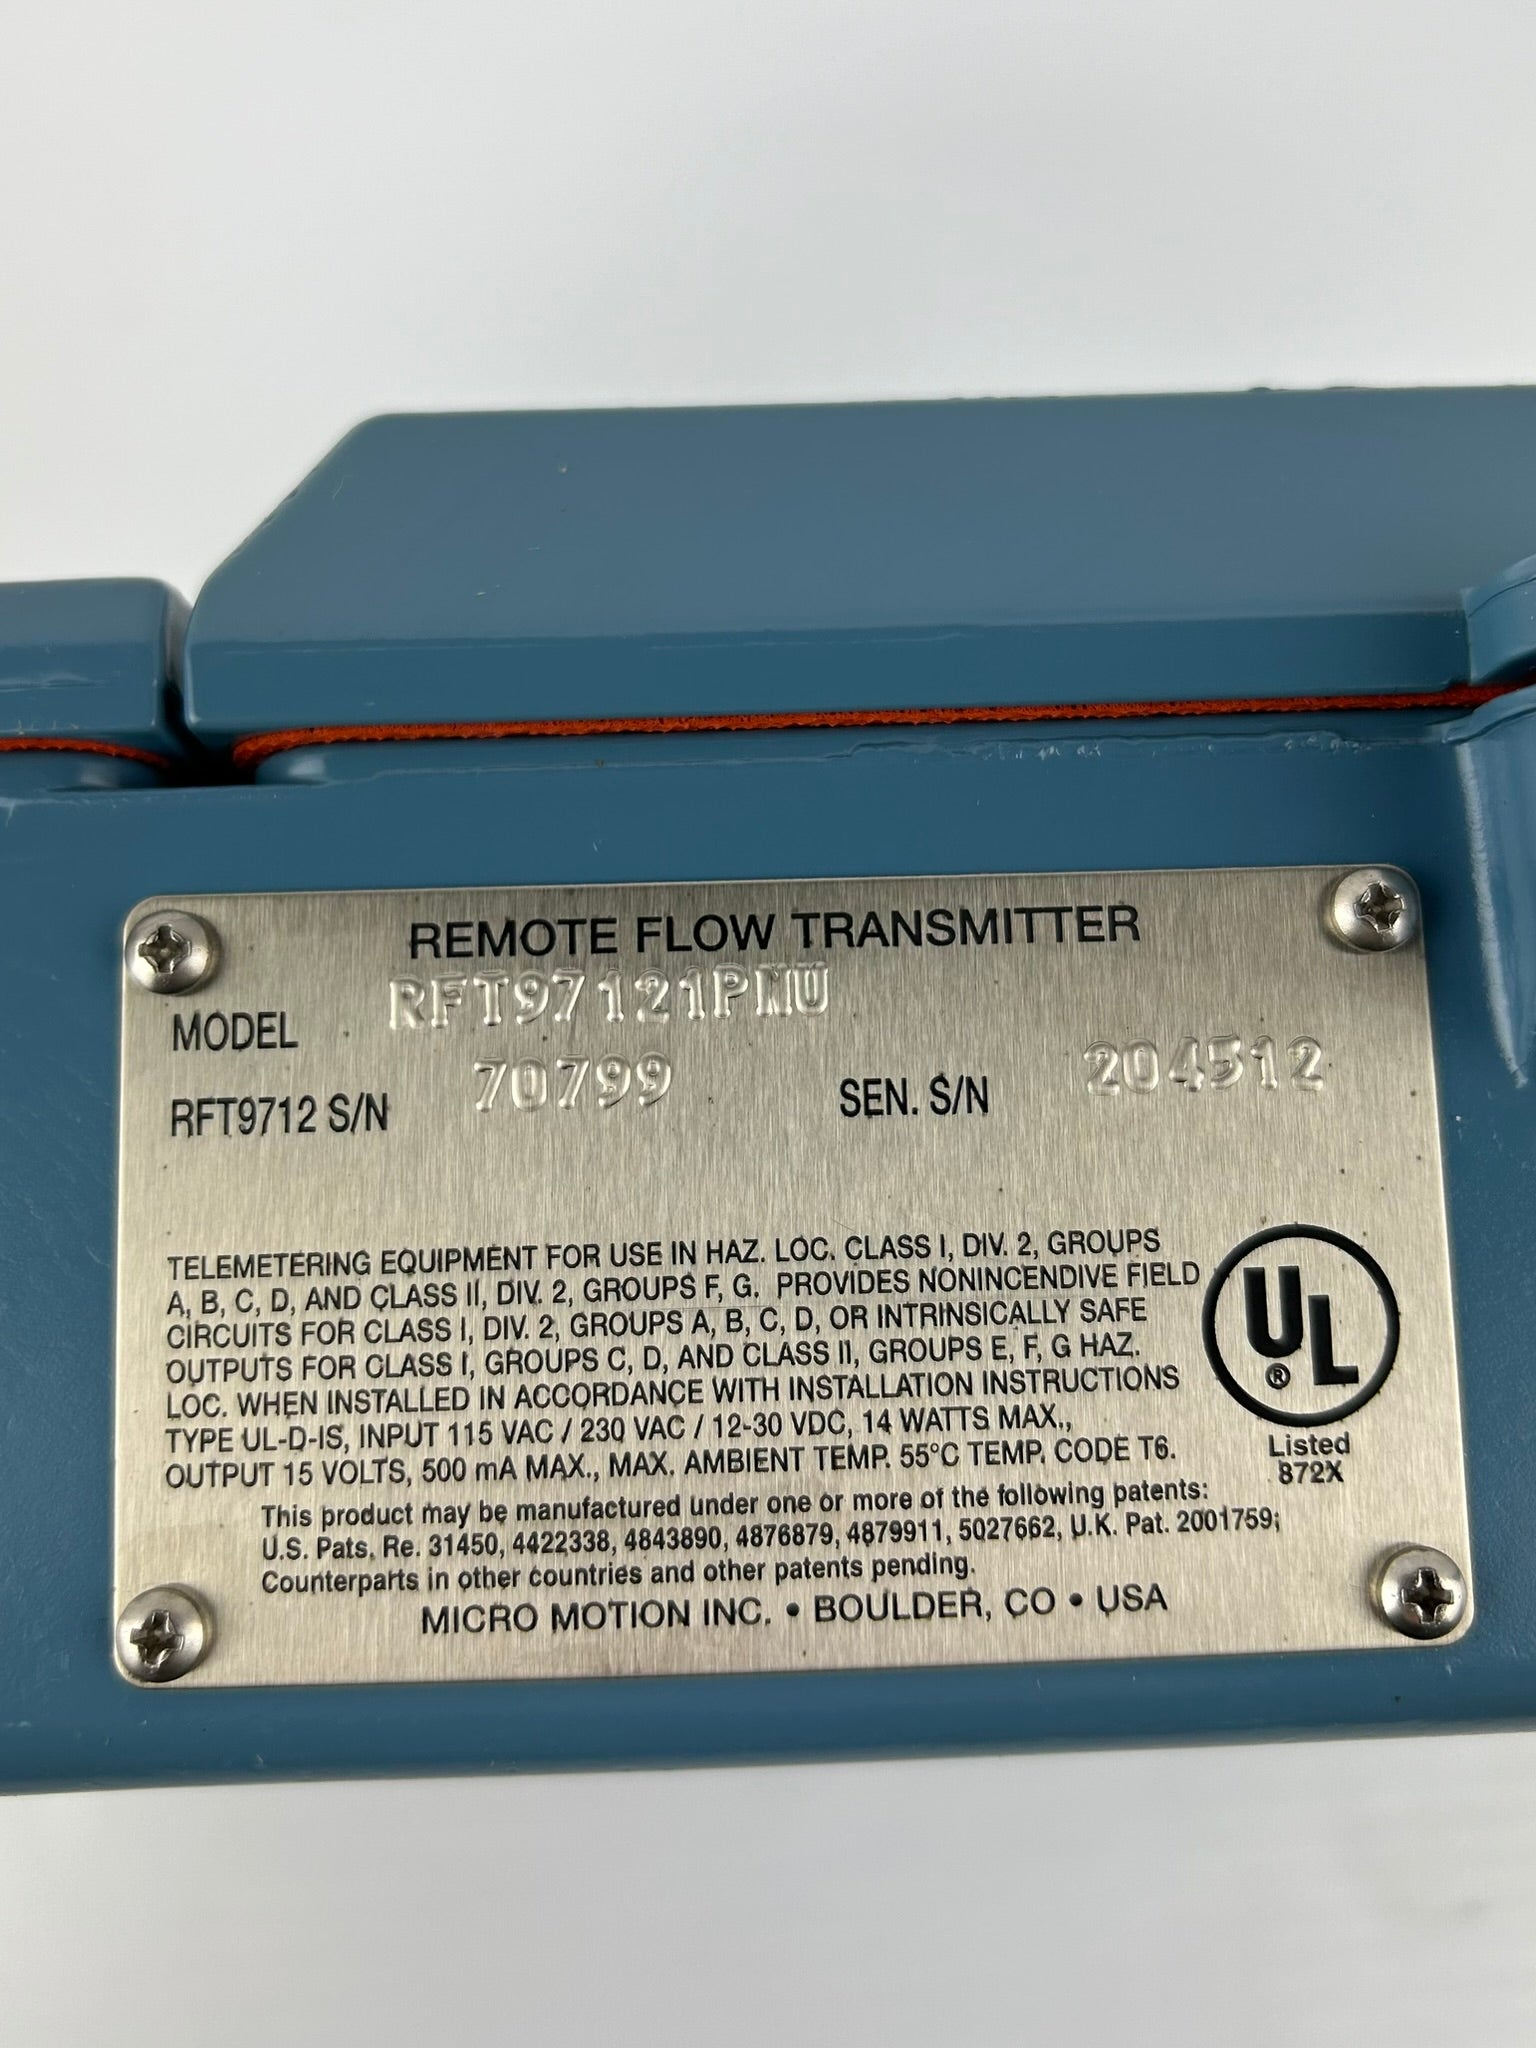 REMOTE FLOW TRANSMITTER
MODEL RFT97121PNU
RFT9712 S/N 70799 SEN. S/N 204512
TELEMETERING EQUIPMENT FOR USE IN HAZ. LOC. CLASS I, DIV. 2, GROUPS
A, B, C, D, AND CLASS II, DIV. 2, GROUPS F, G. PROVIDES NONINCENDIVE FIELD
CIRCUITS FOR CLASS I, DIV. 2, GROUPS A, B, C, D, OR INTRINSICALLY SAFE
OUTPUTS FOR CLASS I, GROUPS C, D, AND CLASS II, GROUPS E, F, G HAZ.
LOC. WHEN INSTALLED IN ACCORDANCE WITH INSTALLATION INSTRUCTIONS
TYPE UL-D-IS, INPUT 115 VAC / 230 VAC / 12-30 VDC, 14 WATTS MAX.,
OUTPUT 15 VOLTS, 500 mA MAX., MAX. AMBIENT TEMP. 55°C TEMP. CODE T6.
UL ®
Listed
872X
This product may be manufactured under one or more of the following patents:
U.S. Pats. Re. 31450, 4422338, 4843890, 4876879, 4879911, 5027662, U.K. Pat. 2001759;
Counterparts in other countries and other patents pending.
MICRO MOTION INC. • BOULDER, CO • USA